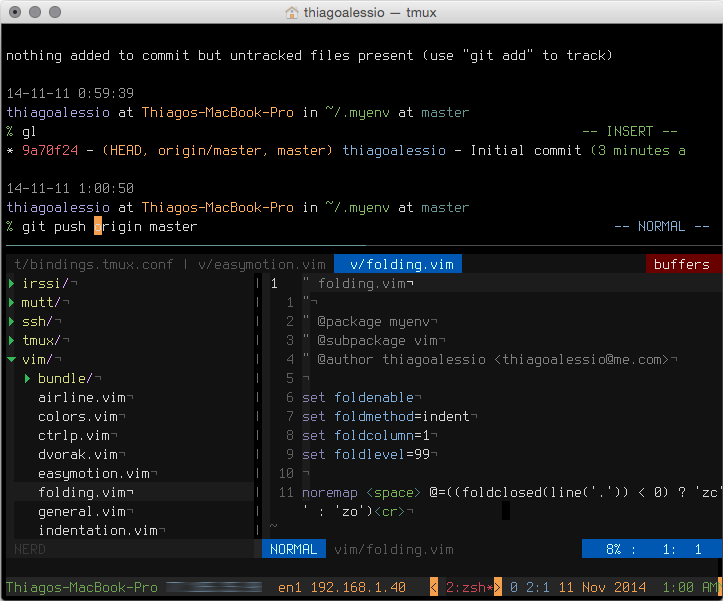 thiagoalessio — tmux
nothing added to commit but untracked files present (use "git add" to track)
14-11-11 0:59:39
thiagoalessio at Thiagos-MacBook-Pro in ~/.myenv at master
% gl -- INSERT --
* 9a70f24 - (HEAD, origin/master, master) thiagoalessio - Initial commit (3 minutes a
14-11-11 1:00:50
thiagoalessio at Thiagos-MacBook-Pro in ~/.myenv at master
% git push origin master -- NORMAL --
t/bindings.tmux.conf | v/easymotion.vim v/folding.vim buffers
▸ irssi/¬
▸ mutt/¬
▸ ssh/¬
▸ tmux/¬
▾ vim/¬
▸ bundle/¬
airline.vim¬
colors.vim¬
ctrlp.vim¬
dvorak.vim¬
easymotion.vim¬
folding.vim¬
general.vim¬
indentation.vim¬
NERD
1 " folding.vim¬
1 "¬
2 " @package myenv¬
3 " @subpackage vim¬
4 " @author thiagoalessio <thiagoalessio@me.com>¬
5 ¬
6 set foldenable¬
7 set foldmethod=indent¬
8 set foldcolumn=1¬
9 set foldlevel=99¬
10 ¬
11 noremap <space> @=((foldclosed(line('.')) < 0) ? 'zc
' : 'zo')<cr>¬
~
NORMAL vim/folding.vim 8% : 1: 1
Thiagos-MacBook-Pro en1 192.168.1.40 < 2:zsh*> 0 2:1 11 Nov 2014 1:00 AM